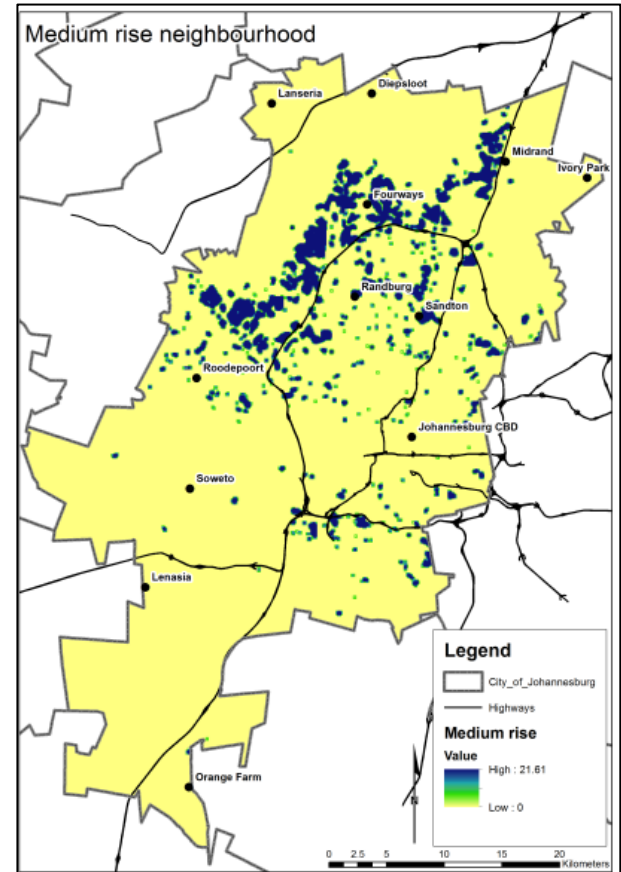 Medium rise neighbourhood
Diepsloot
Lanseria
Midrand
Ivory Park
Fourways
Randburg
Sandton
Roodepoort
Johannesburg CBD
Soweto
Lenasia
Orange Farm
Legend
City_of_Johannesburg
Highways
Medium rise
Value
High : 21.61
Low : 0
N
0 2.5 5 10 15 20
Kilometers